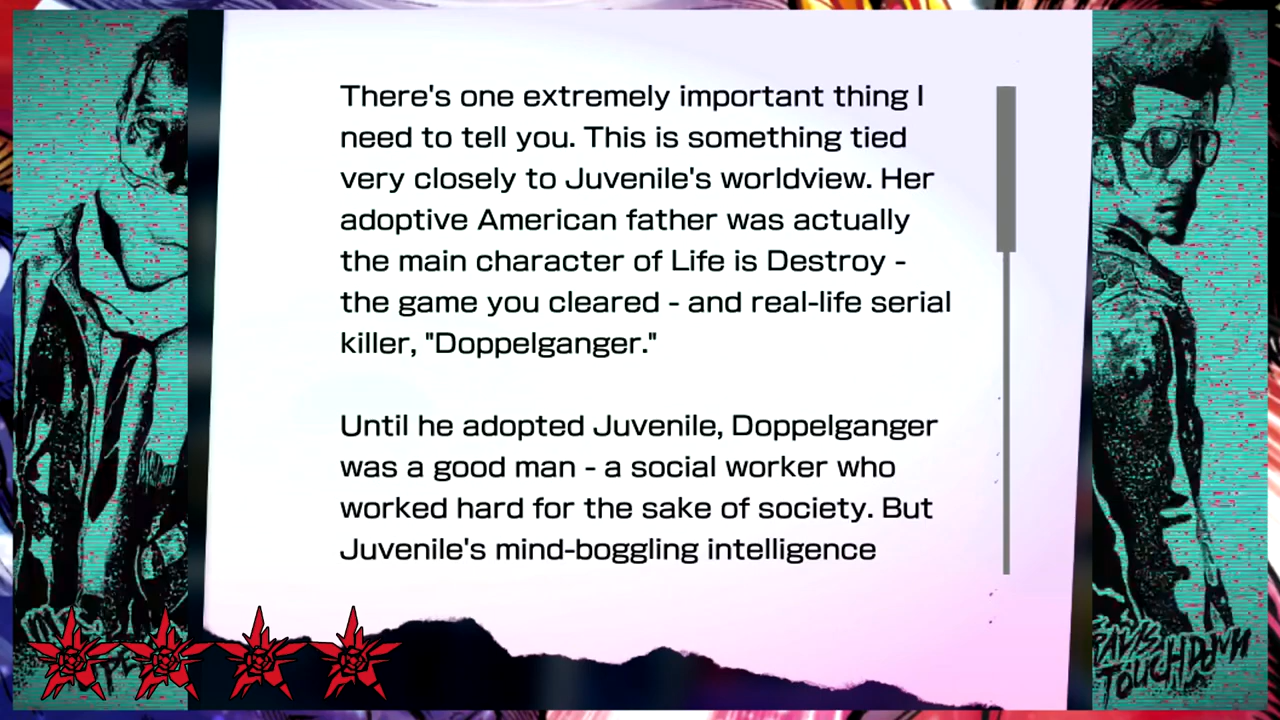 There's one extremely important thing I
need to tell you. This is something tied
very closely to Juvenile's worldview. Her
adoptive American father was actually
the main character of Life is Destroy -
the game you cleared - and real-life serial
killer, "Doppelganger."
Until he adopted Juvenile, Doppelganger
was a good man - a social worker who
worked hard for the sake of society. But
Juvenile's mind-boggling intelligence
TRAVIS
TOUCHDOWN